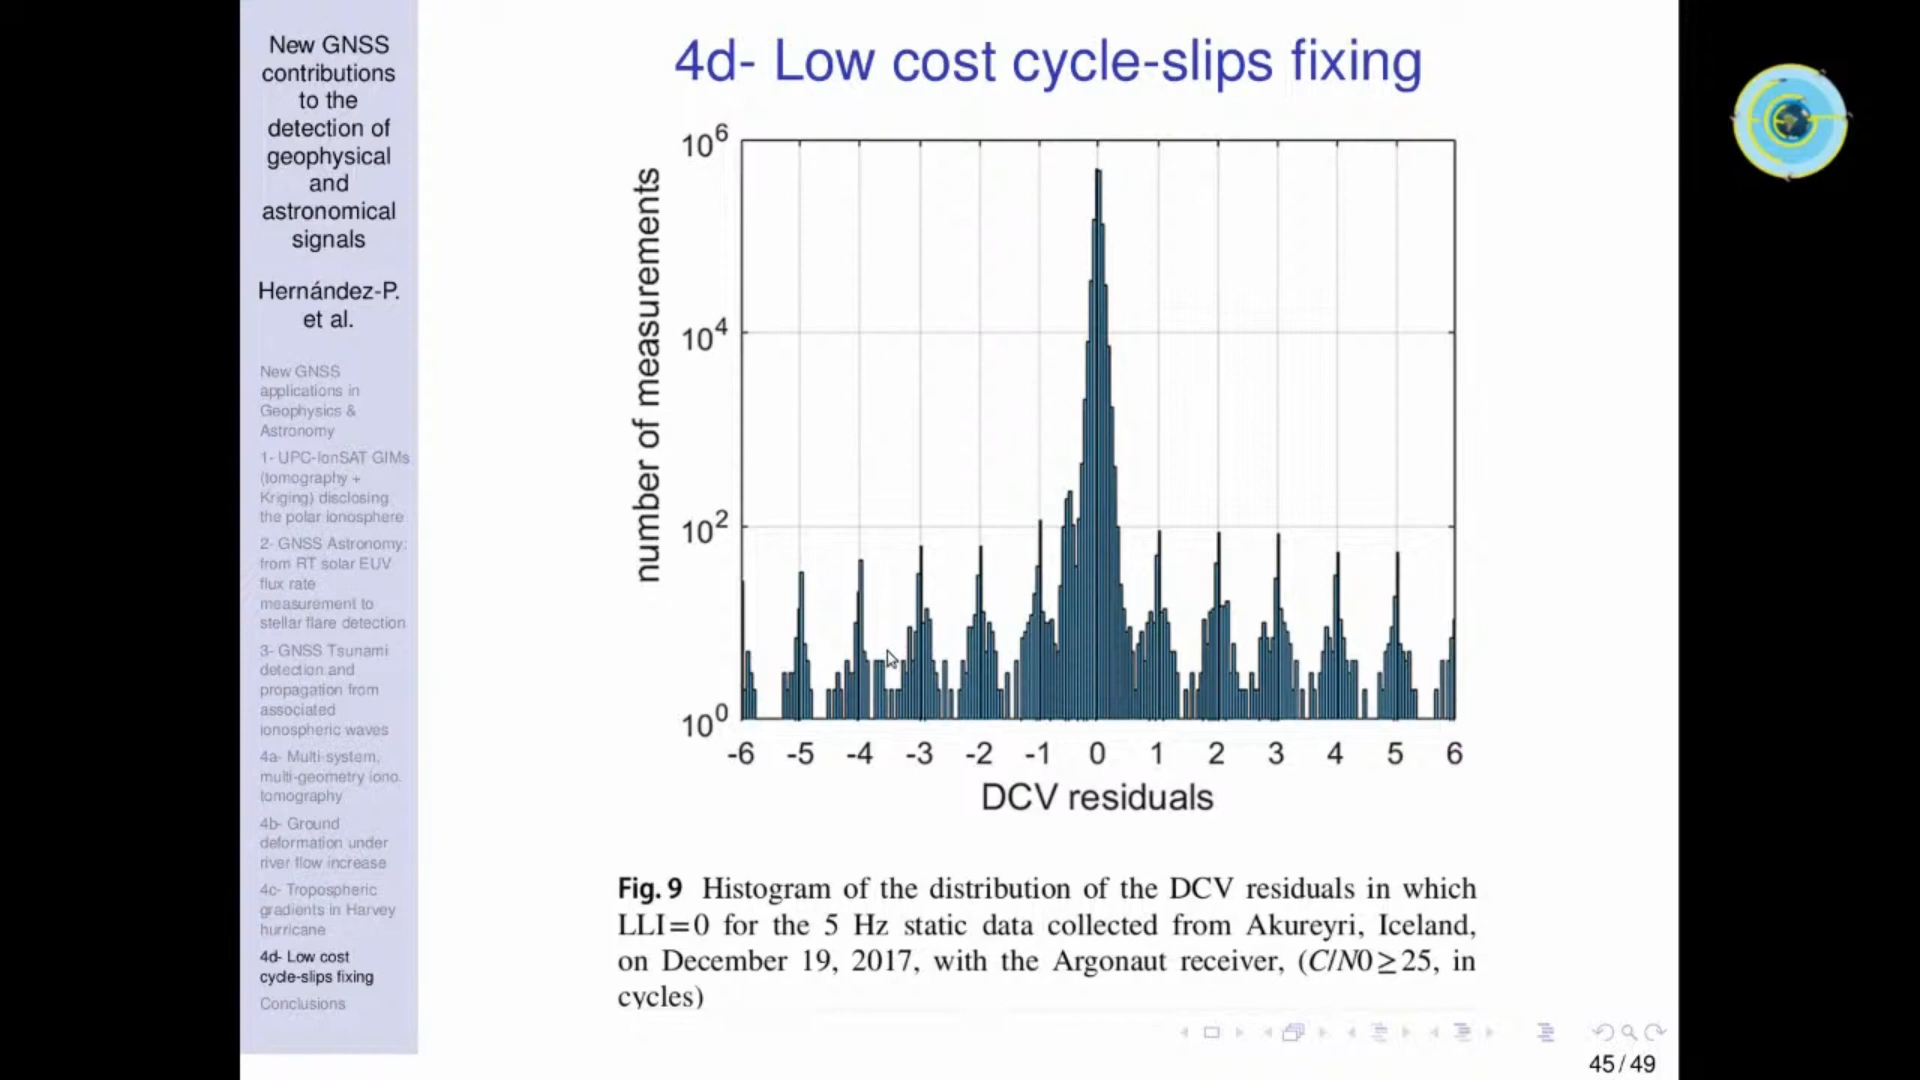 New GNSS
contributions
to the
detection of
geophysical
and
astronomical
signals
Hernández-P.
et al.
New GNSS
applications in
Geophysics &
Astronomy
1- UPC-IonSAT GIMs
(tomography +
Kriging) disclosing
the polar ionosphere
2- GNSS Astronomy:
from RT solar EUV
flux rate
measurement to
stellar flare detection
3- GNSS Tsunami
detection and
propagation from
associated
ionospheric waves
4a- Multi-system,
multi-geometry iono.
tomography
4b- Ground
deformation under
river flow increase
4c- Tropospheric
gradients in Harvey
hurricane
4d- Low cost
cycle-slips fixing
Conclusions
4d- Low cost cycle-slips fixing
number of measurements
10^6
10^4
10^2
10^0
-6 -5 -4 -3 -2 -1 0 1 2 3 4 5 6
DCV residuals
Fig. 9 Histogram of the distribution of the DCV residuals in which
LLI=0 for the 5 Hz static data collected from Akureyri, Iceland,
on December 19, 2017, with the Argonaut receiver, (C/N0≥25, in
cycles)
45/49